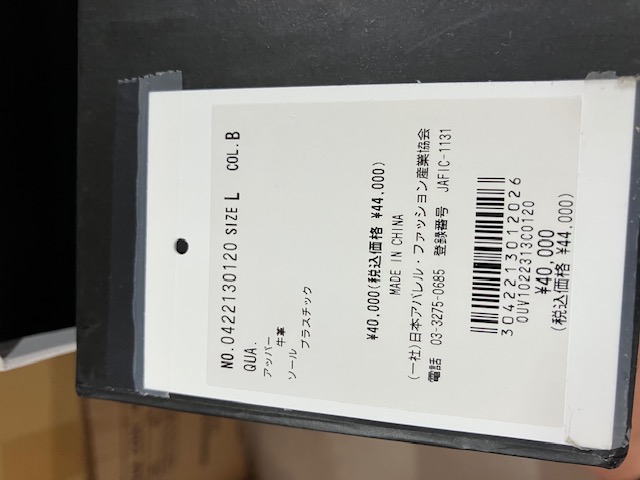 NO.0422130120 SIZE L COL.B
QUA.
アッパー
牛革
ソール
プラスチック
¥40,000(税込価格 ¥44,000)
MADE IN CHINA
(一社)日本アパレル・ファッション産業協会
電話 03-3275-0685 登録番号 JAFIC-1131
3042213012026
0UV1022313C0120
¥40,000
(税込価格 ¥44,000)